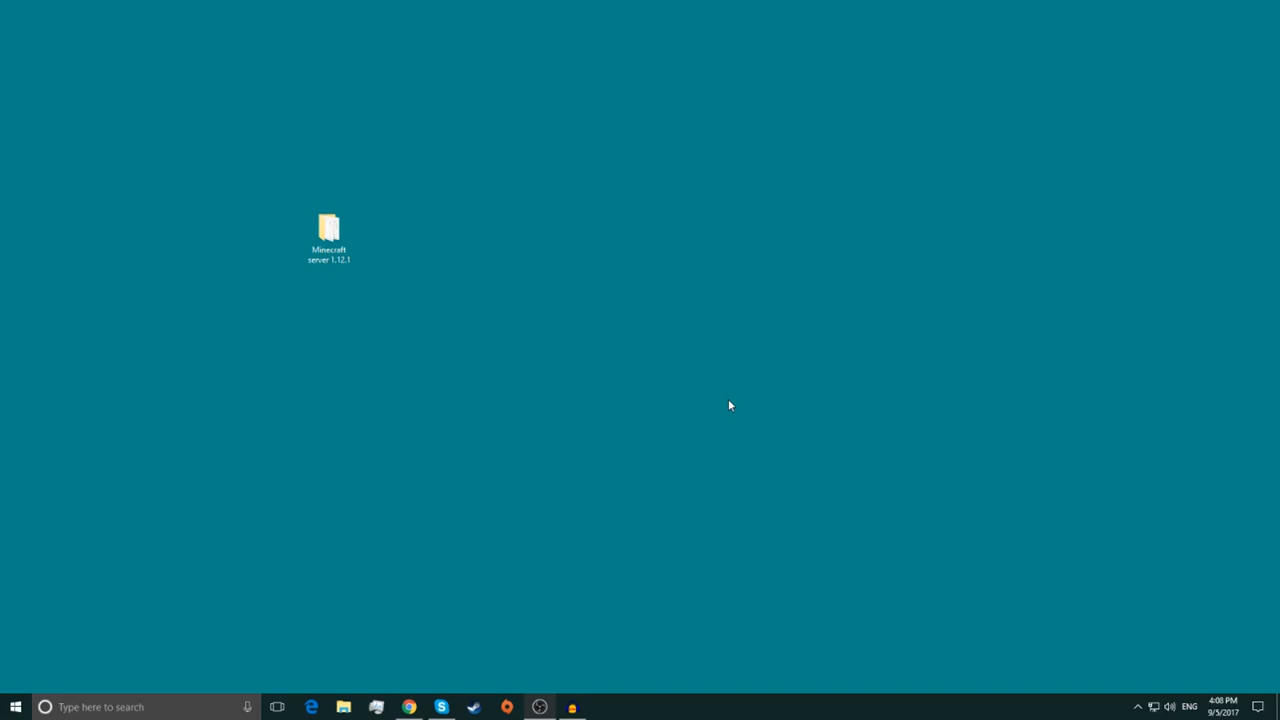 Minecraft
server 1.12.1
Type here to search
ENG
4:08 PM
9/5/2017